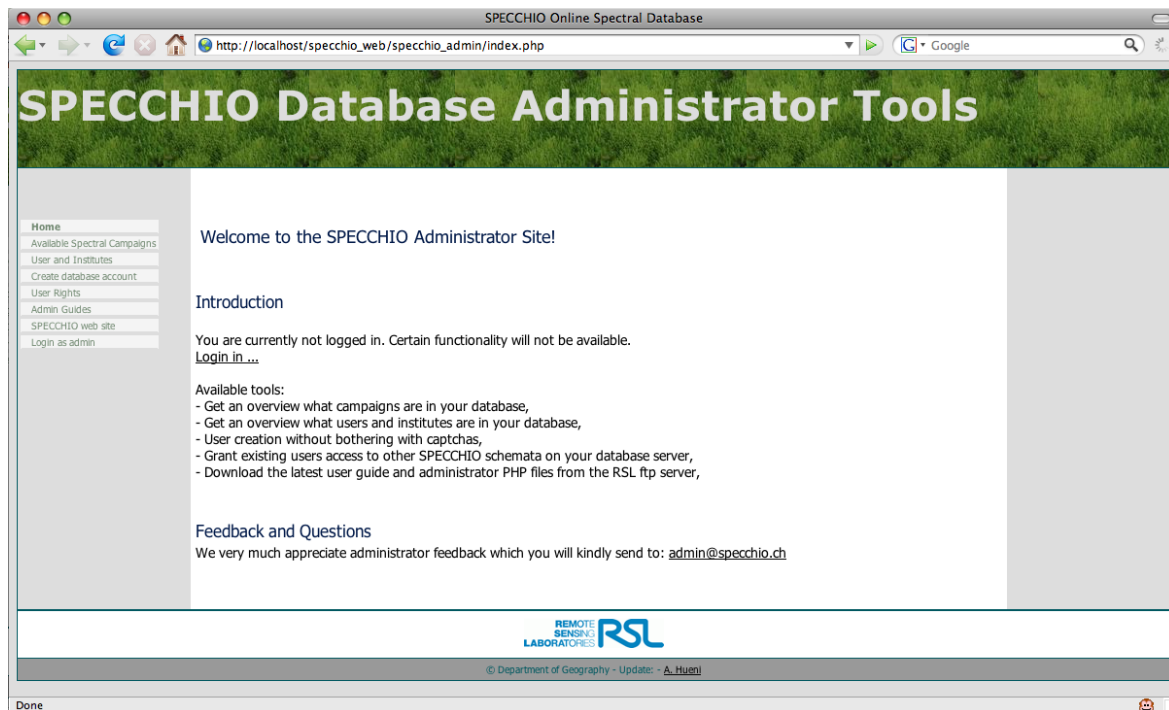 SPECCHIO Online Spectral Database
http://localhost/specchio_web/specchio_admin/index.php
G Google
SPECCHIO Database Administrator Tools
Home
Available Spectral Campaigns
User and Institutes
Create database account
User Rights
Admin Guides
SPECCHIO web site
Login as admin
Welcome to the SPECCHIO Administrator Site!
Introduction
You are currently not logged in. Certain functionality will not be available.
Login in ...
Available tools:
- Get an overview what campaigns are in your database,
- Get an overview what users and institutes are in your database,
- User creation without bothering with captchas,
- Grant existing users access to other SPECCHIO schemata on your database server,
- Download the latest user guide and administrator PHP files from the RSL ftp server,
Feedback and Questions
We very much appreciate administrator feedback which you will kindly send to: admin@specchio.ch
REMOTE
SENSING
LABORATORIES RSL
© Department of Geography - Update: - A. Hueni
Done